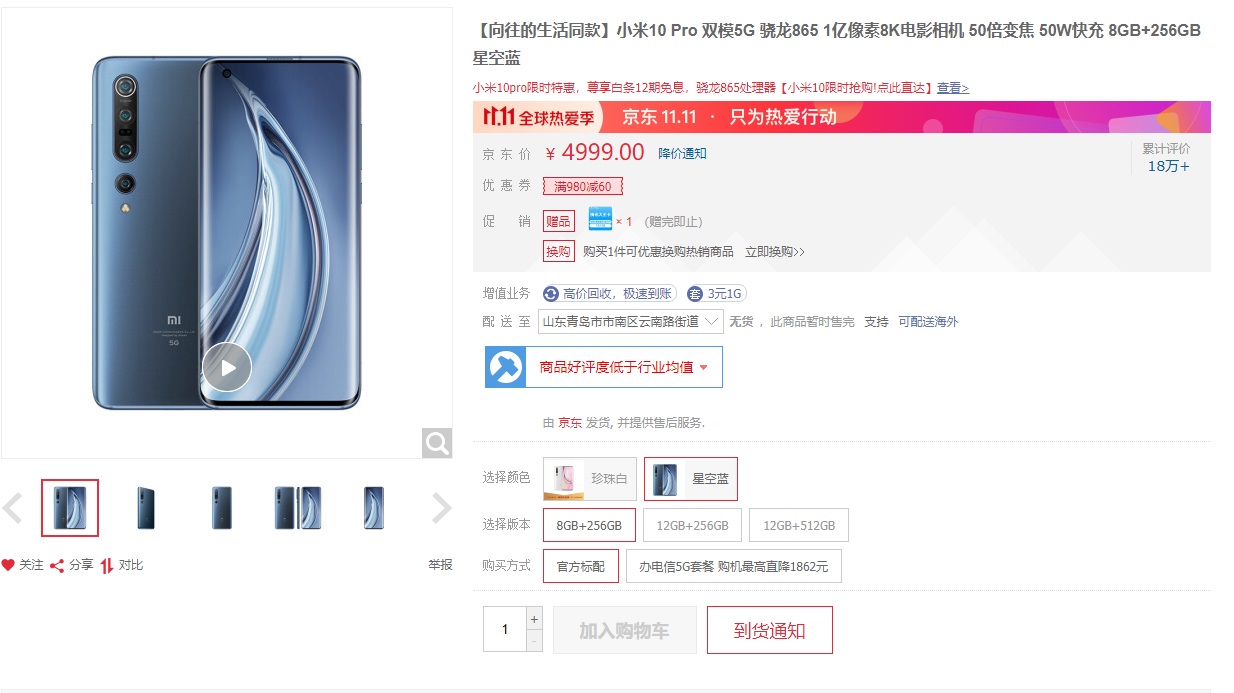 【向往的生活同款】小米10 Pro 双模5G 骁龙865 1亿像素8K电影相机 50倍变焦 50W快充 8GB+256GB
星空蓝
小米10pro限时特惠，尊享白条12期免息，骁龙865处理器【小米10限时抢购!点此直达】查看>
11.11 全球热爱季 京东 11.11 · 只为热爱行动
京东价 ￥ 4999.00 降价通知
累计评价
18万+
优惠券 满980减60
促销 赠品 × 1 （赠完即止）
换购 购买1件可优惠换购热销商品 立即换购>>
增值业务 高价回收，极速到账 套 3元1G
配送至 山东青岛市市南区云南路街道 无货 ，此商品暂时售完 支持 可配送海外
商品好评度低于行业均值
由 京东 发货, 并提供售后服务.
选择颜色 珍珠白 星空蓝
选择版本 8GB+256GB 12GB+256GB 12GB+512GB
购买方式 官方标配 办电信5G套餐 购机最高直降1862元
1 + - 加入购物车 到货通知
MI
5G
关注 分享 对比 举报